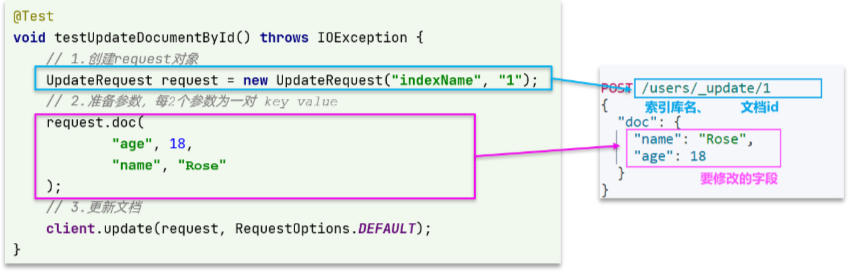 @Test
void testUpdateDocumentById() throws IOException {
// 1.创建request对象
UpdateRequest request = new UpdateRequest("indexName", "1");
// 2.准备参数，每2个参数为一对 key value
request.doc(
"age", 18,
"name", "Rose"
);
// 3.更新文档
client.update(request, RequestOptions.DEFAULT);
}
POST /users/_update/1
{ 索引库名、 文档id
"doc": {
"name": "Rose",
"age": 18
} 要修改的字段
}